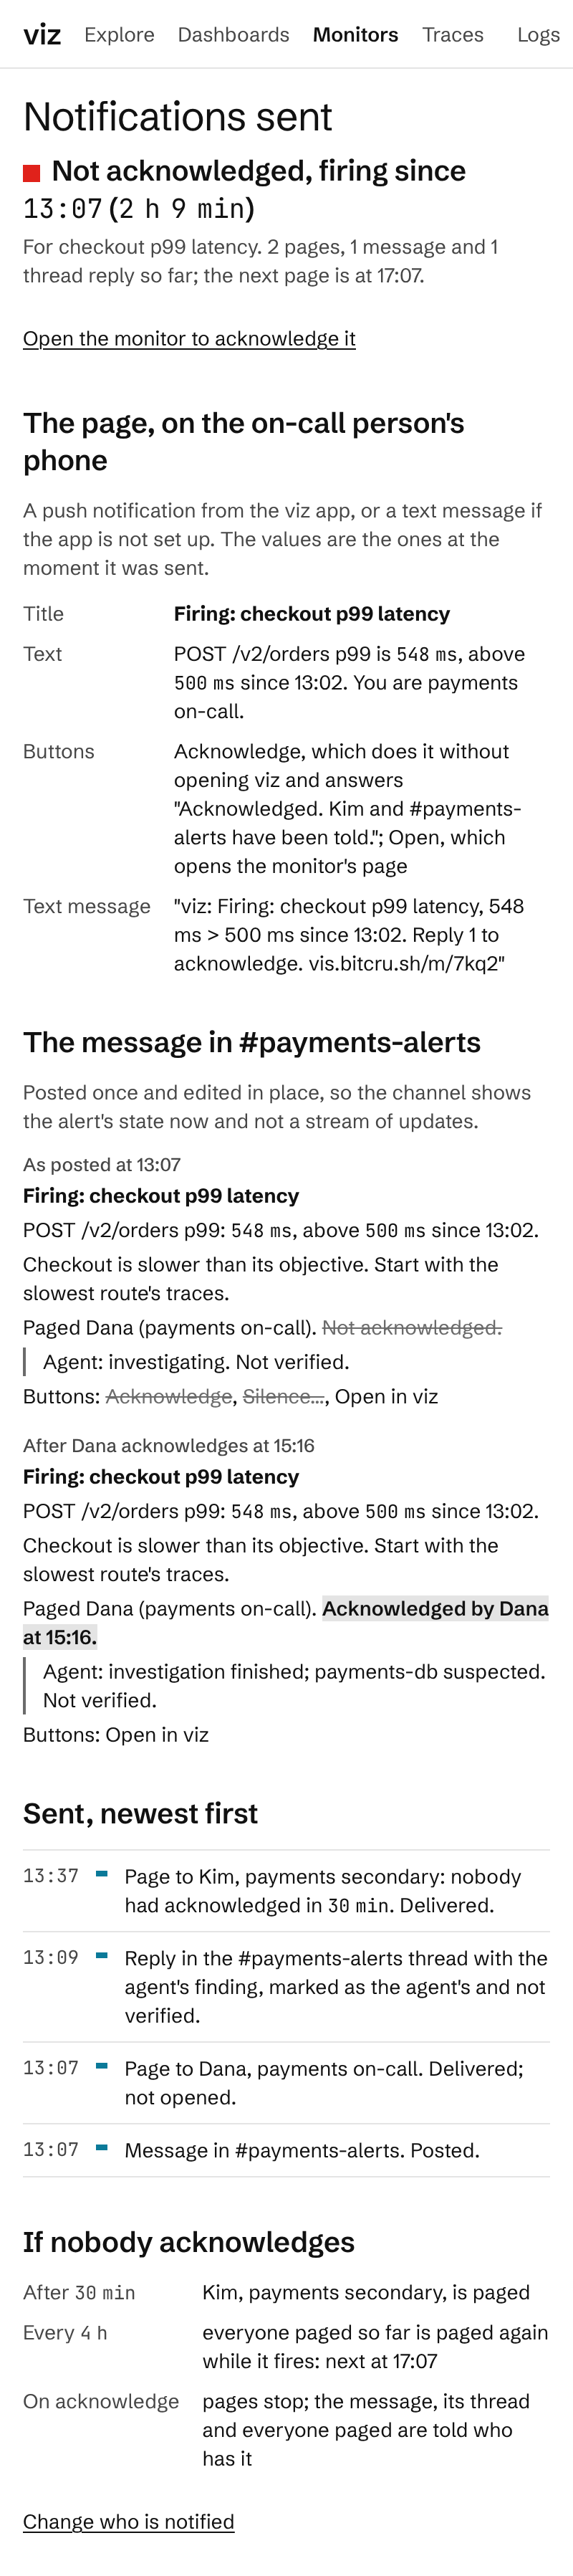 viz Explore Dashboards Monitors Traces Logs
Notifications sent
Not acknowledged, firing since
13:07 (2 h 9 min)
For checkout p99 latency. 2 pages, 1 message and 1
thread reply so far; the next page is at 17:07.
Open the monitor to acknowledge it
The page, on the on-call person's
phone
A push notification from the viz app, or a text message if
the app is not set up. The values are the ones at the
moment it was sent.
Title Firing: checkout p99 latency
Text POST /v2/orders p99 is 548 ms, above
500 ms since 13:02. You are payments
on-call.
Buttons Acknowledge, which does it without
opening viz and answers
"Acknowledged. Kim and #payments-
alerts have been told."; Open, which
opens the monitor's page
Text message "viz: Firing: checkout p99 latency, 548
ms > 500 ms since 13:02. Reply 1 to
acknowledge. vis.bitcru.sh/m/7kq2"
The message in #payments-alerts
Posted once and edited in place, so the channel shows
the alert's state now and not a stream of updates.
As posted at 13:07
Firing: checkout p99 latency
POST /v2/orders p99: 548 ms, above 500 ms since 13:02.
Checkout is slower than its objective. Start with the
slowest route's traces.
Paged Dana (payments on-call). Not acknowledged.
Agent: investigating. Not verified.
Buttons: Acknowledge, Silence..., Open in viz
After Dana acknowledges at 15:16
Firing: checkout p99 latency
POST /v2/orders p99: 548 ms, above 500 ms since 13:02.
Checkout is slower than its objective. Start with the
slowest route's traces.
Paged Dana (payments on-call). Acknowledged by Dana
at 15:16.
Agent: investigation finished; payments-db suspected.
Not verified.
Buttons: Open in viz
Sent, newest first
13:37 Page to Kim, payments secondary: nobody
had acknowledged in 30 min. Delivered.
13:09 Reply in the #payments-alerts thread with the
agent's finding, marked as the agent's and not
verified.
13:07 Page to Dana, payments on-call. Delivered;
not opened.
13:07 Message in #payments-alerts. Posted.
If nobody acknowledges
After 30 min Kim, payments secondary, is paged
Every 4 h everyone paged so far is paged again
while it fires: next at 17:07
On acknowledge pages stop; the message, its thread
and everyone paged are told who
has it
Change who is notified